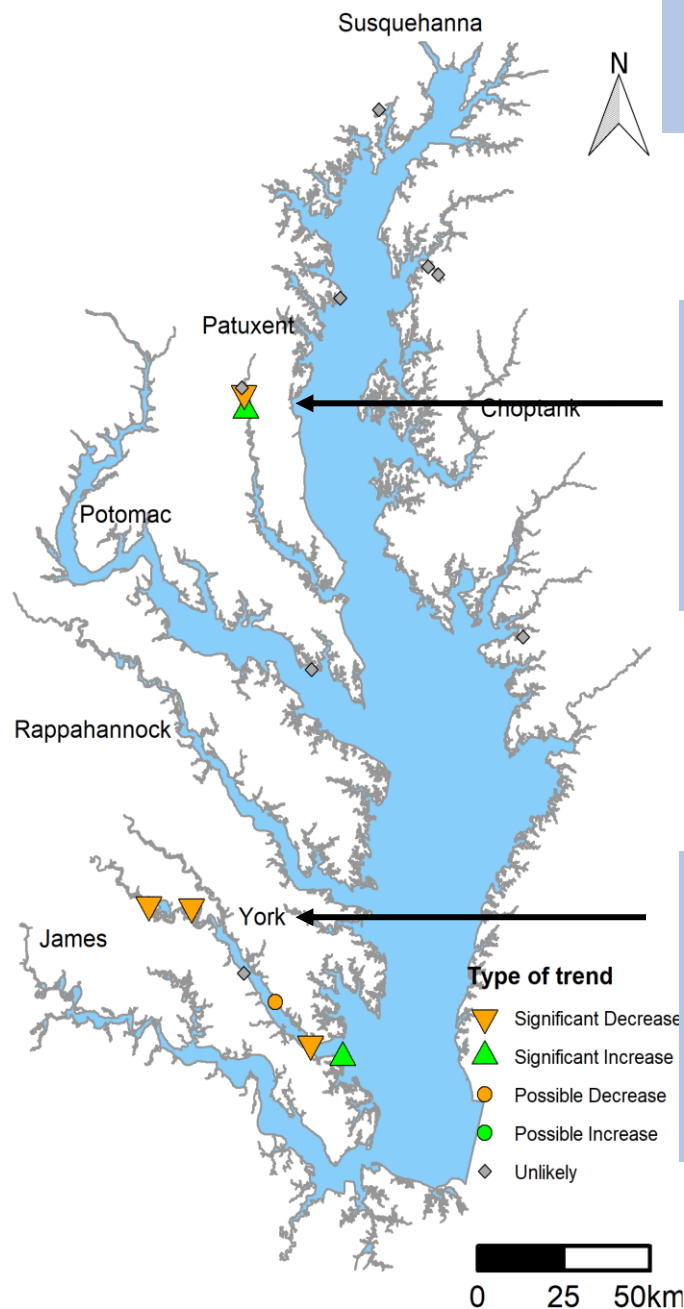 Susquehanna
N
Patuxent
Choptank
Potomac
Rappahannock
York
James
Type of trend
Significant Decrease
Significant Increase
Possible Decrease
Possible Increase
Unlikely
0 25 50km